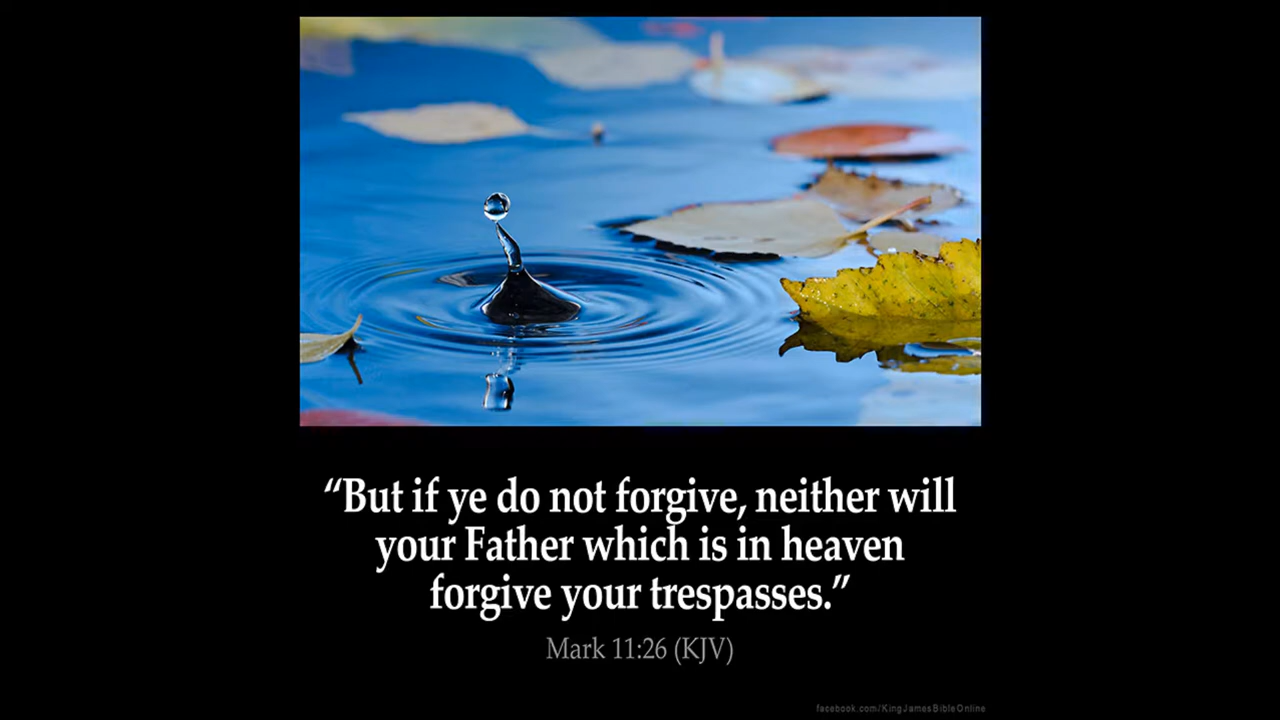 “But if ye do not forgive, neither will
your Father which is in heaven
forgive your trespasses.”
Mark 11:26 (KJV)
facebook.com/KingJamesBibleOnline